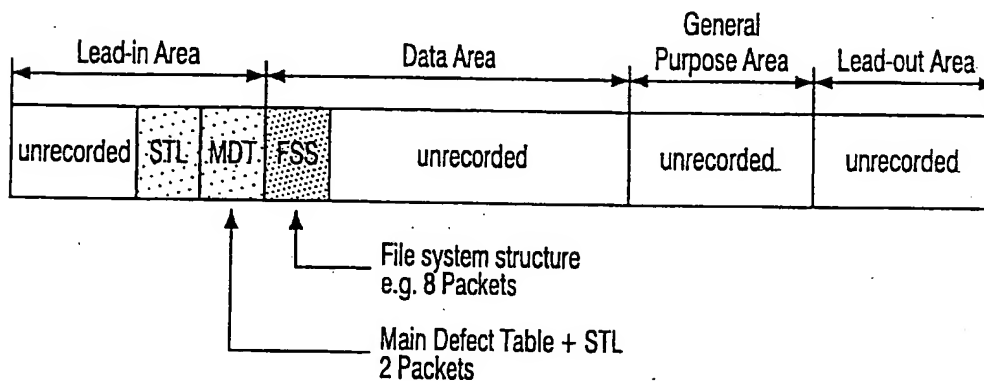 General
Lead-in Area Data Area Purpose Area Lead-out Area
unrecorded STL MDT FSS unrecorded unrecorded unrecorded
File system structure
e.g. 8 Packets
Main Defect Table + STL
2 Packets